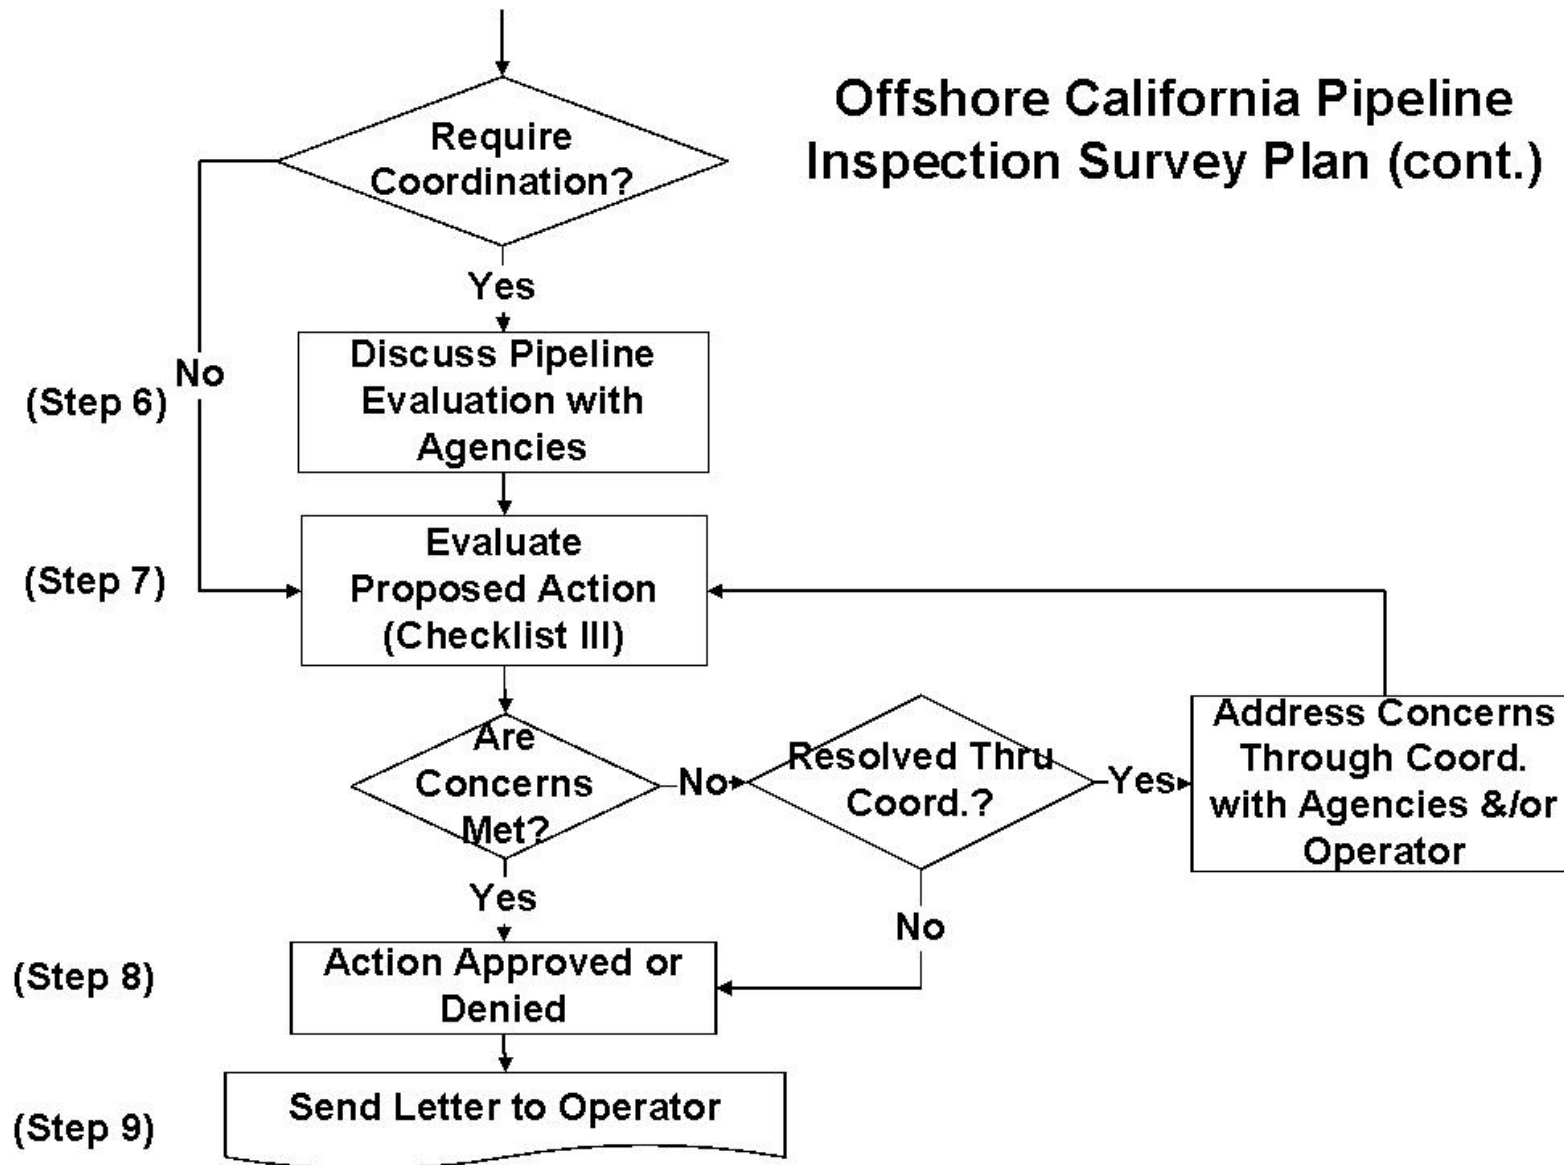 Offshore California Pipeline
Inspection Survey Plan (cont.)
Require
Coordination?
Yes
No
(Step 6)
Discuss Pipeline
Evaluation with
Agencies
(Step 7)
Evaluate
Proposed Action
(Checklist III)
Are
Concerns
Met?
No
Resolved Thru
Coord.?
Yes
Address Concerns
Through Coord.
with Agencies &/or
Operator
Yes
No
(Step 8)
Action Approved or
Denied
(Step 9)
Send Letter to Operator